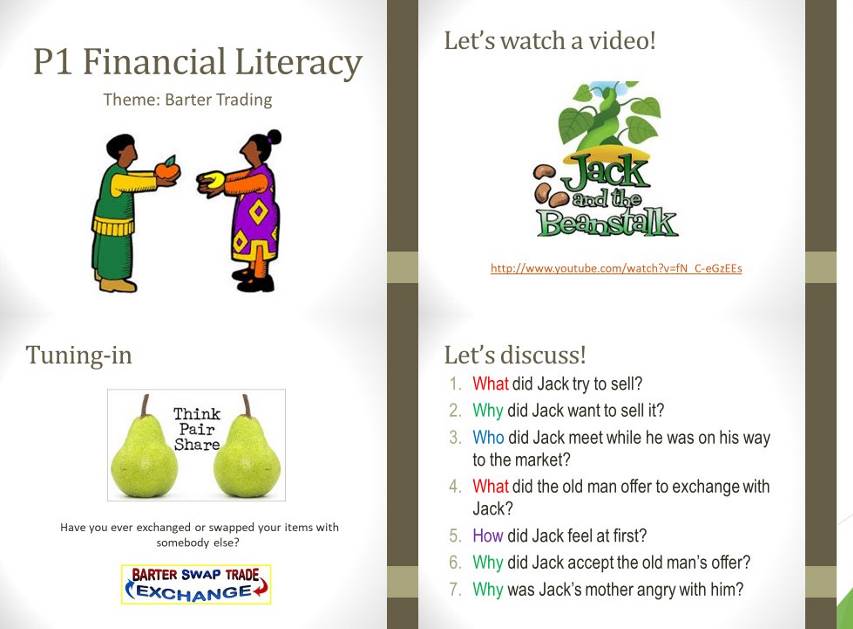 P1 Financial Literacy
Theme: Barter Trading
Let's watch a video!
Jack
and the
Beanstalk
http://www.youtube.com/watch?v=fN_C-eGzEEs
Tuning-in
Think
Pair
Share
Have you ever exchanged or swapped your items with
somebody else?
BARTER SWAP TRADE
EXCHANGE
Let's discuss!
1. What did Jack try to sell?
2. Why did Jack want to sell it?
3. Who did Jack meet while he was on his way
to the market?
4. What did the old man offer to exchange with
Jack?
5. How did Jack feel at first?
6. Why did Jack accept the old man's offer?
7. Why was Jack's mother angry with him?